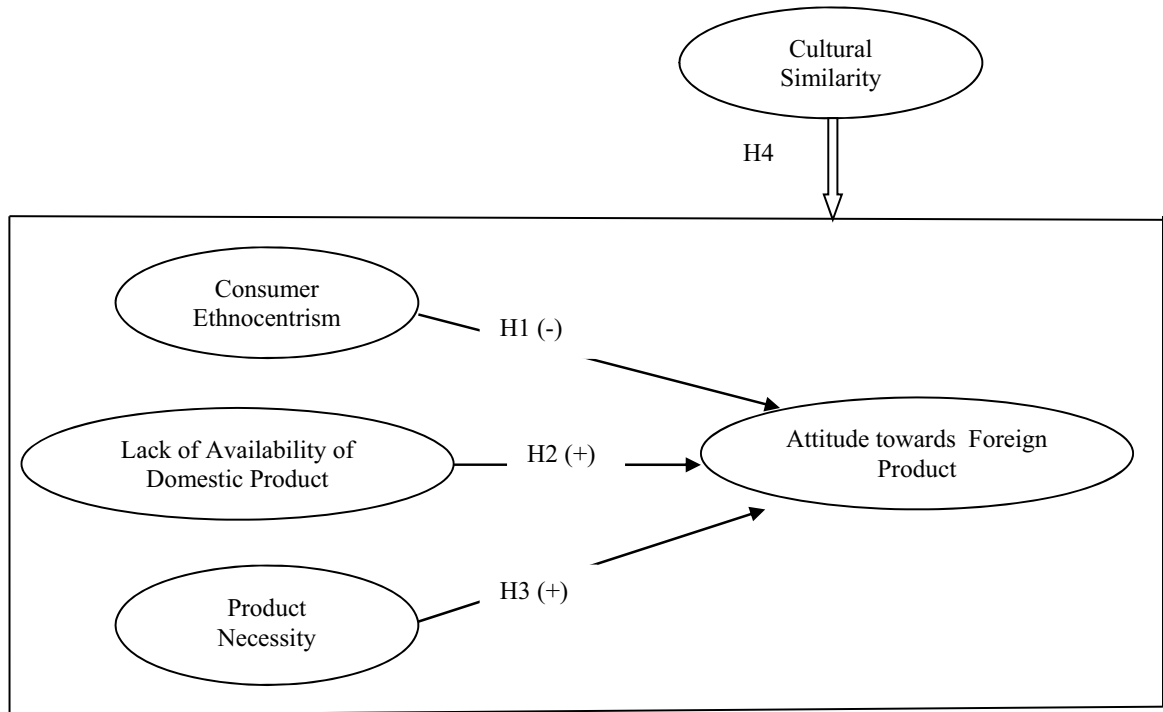 Cultural
Similarity
H4
Consumer
Ethnocentrism
H1 (-)
Lack of Availability of
Domestic Product
H2 (+)
Attitude towards  Foreign
Product
H3 (+)
Product
Necessity